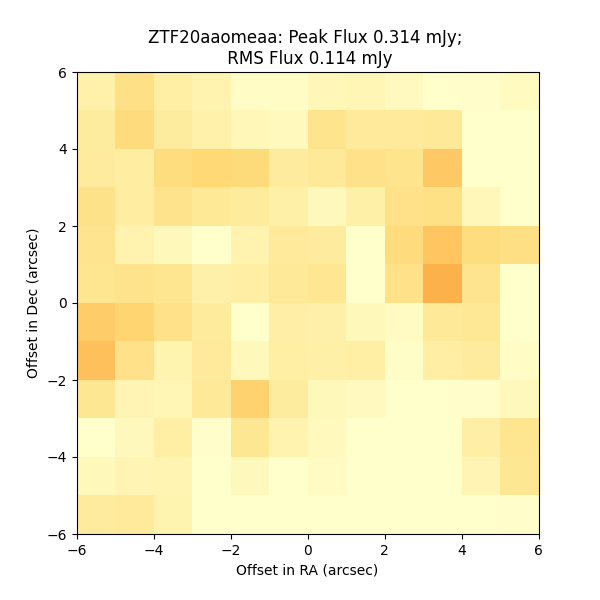 ZTF20aaomeaa: Peak Flux 0.314 mJy;
RMS Flux 0.114 mJy
6
4
2
0
−2
−4
−6
Offset in Dec (arcsec)
−6 −4 −2 0 2 4 6
Offset in RA (arcsec)